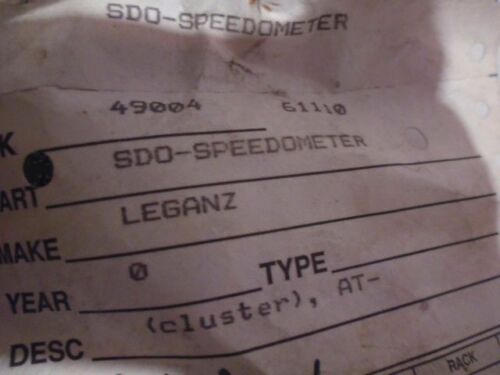 SDO-SPEEDOMETER
49004 61110
K SDO-SPEEDOMETER
ART LEGANZ
MAKE 0 TYPE
YEAR (cluster), AT-
DESC
RACK